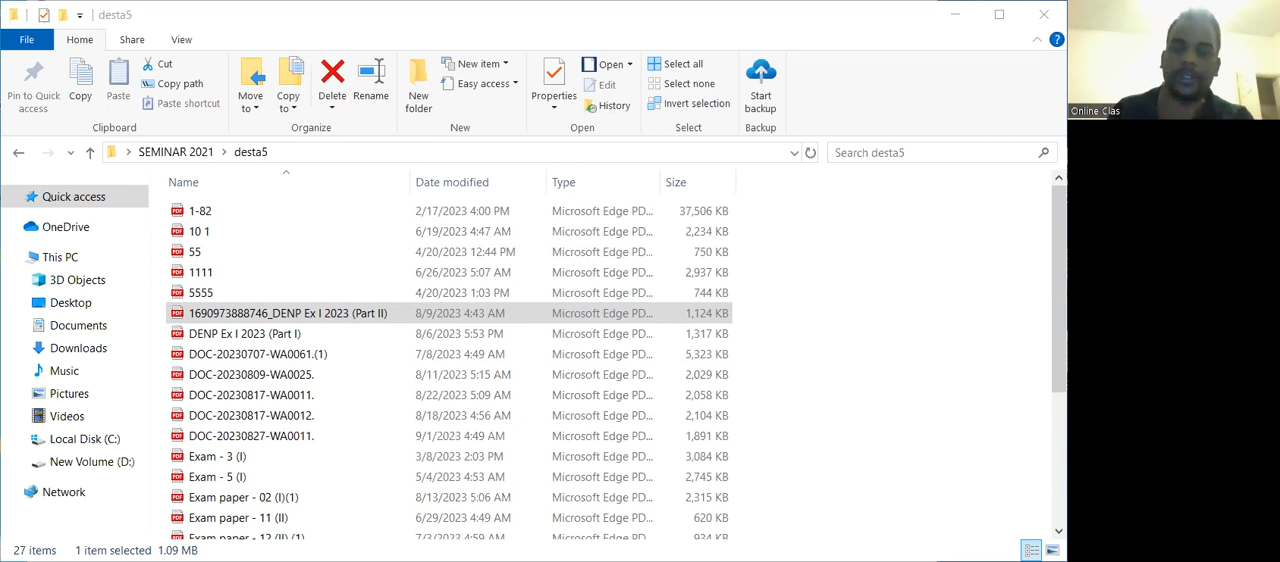 desta5
File Home Share View
Pin to Quick access
Copy
Paste
Cut
Copy path
Paste shortcut
Clipboard
Move to
Copy to
Delete
Rename
Organize
New folder
New item
Easy access
New
Properties
Open
Edit
History
Open
Select all
Select none
Invert selection
Select
Start backup
Backup
SEMINAR 2021 desta5
Search desta5
Quick access
OneDrive
This PC
3D Objects
Desktop
Documents
Downloads
Music
Pictures
Videos
Local Disk (C:)
New Volume (D:)
Network
Name Date modified Type Size
1-82 2/17/2023 4:00 PM Microsoft Edge PD... 37,506 KB
10 1 6/19/2023 4:47 AM Microsoft Edge PD... 2,234 KB
55 4/20/2023 12:44 PM Microsoft Edge PD... 750 KB
1111 6/26/2023 5:07 AM Microsoft Edge PD... 2,937 KB
5555 4/20/2023 1:03 PM Microsoft Edge PD... 744 KB
1690973888746_DENP Ex I 2023 (Part II) 8/9/2023 4:43 AM Microsoft Edge PD... 1,124 KB
DENP Ex I 2023 (Part I) 8/6/2023 5:53 PM Microsoft Edge PD... 1,317 KB
DOC-20230707-WA0061.(1) 7/8/2023 4:49 AM Microsoft Edge PD... 5,323 KB
DOC-20230809-WA0025. 8/11/2023 5:15 AM Microsoft Edge PD... 2,029 KB
DOC-20230817-WA0011. 8/22/2023 5:09 AM Microsoft Edge PD... 2,058 KB
DOC-20230817-WA0012. 8/18/2023 4:56 AM Microsoft Edge PD... 2,104 KB
DOC-20230827-WA0011. 9/1/2023 4:49 AM Microsoft Edge PD... 1,891 KB
Exam - 3 (I) 3/8/2023 2:03 PM Microsoft Edge PD... 3,084 KB
Exam - 5 (I) 5/4/2023 4:53 AM Microsoft Edge PD... 2,745 KB
Exam paper - 02 (I)(1) 8/13/2023 5:06 AM Microsoft Edge PD... 2,315 KB
Exam paper - 11 (II) 6/29/2023 4:49 AM Microsoft Edge PD... 620 KB
Exam paper - 12 (II) (1) 7/3/2023 4:59 AM Microsoft Edge PD... 934 KB
27 items 1 item selected 1.09 MB
Online Clas